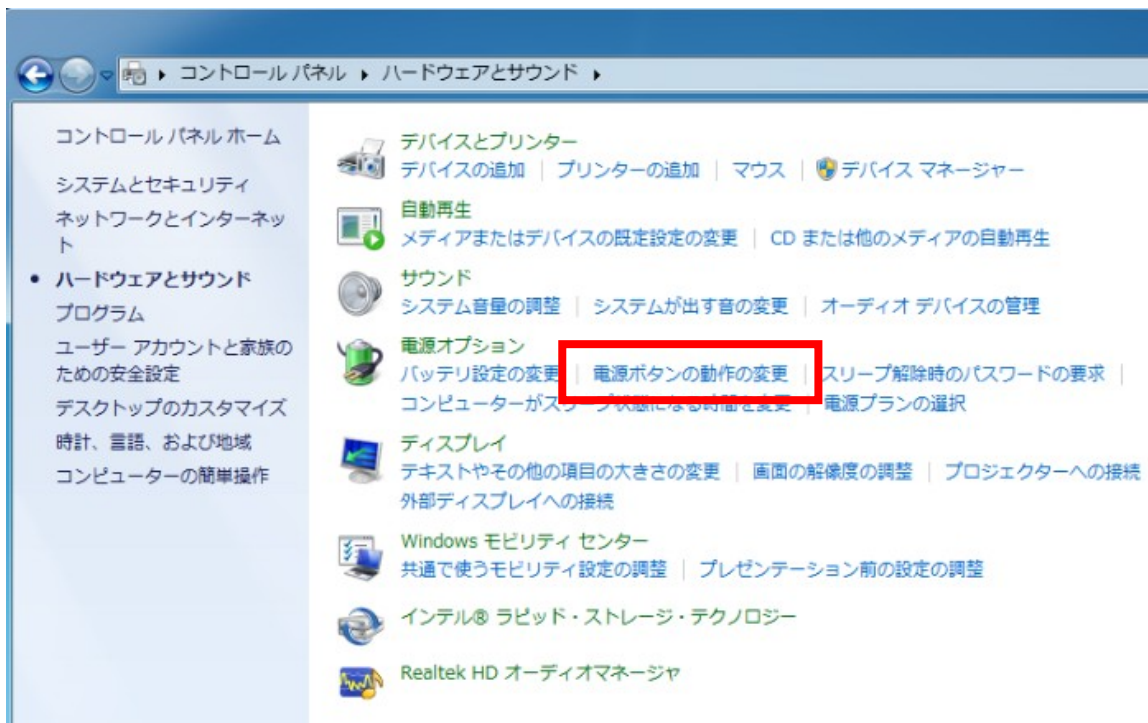 コントロール パネル ▸ ハードウェアとサウンド ▸
コントロール パネル ホーム
システムとセキュリティ
ネットワークとインターネッ
ト
• ハードウェアとサウンド
プログラム
ユーザー アカウントと家族の
ための安全設定
デスクトップのカスタマイズ
時計、言語、および地域
コンピューターの簡単操作
デバイスとプリンター
デバイスの追加 | プリンターの追加 | マウス | デバイス マネージャー
自動再生
メディアまたはデバイスの既定設定の変更 | CD または他のメディアの自動再生
サウンド
システム音量の調整 | システムが出す音の変更 | オーディオ デバイスの管理
電源オプション
バッテリ設定の変更 | 電源ボタンの動作の変更 | スリープ解除時のパスワードの要求 |
コンピューターがスリープ状態になる時間を変更 | 電源プランの選択
ディスプレイ
テキストやその他の項目の大きさの変更 | 画面の解像度の調整 | プロジェクターへの接続
外部ディスプレイへの接続
Windows モビリティ センター
共通で使うモビリティ設定の調整 | プレゼンテーション前の設定の調整
インテル® ラピッド・ストレージ・テクノロジー
Realtek HD オーディオマネージャ